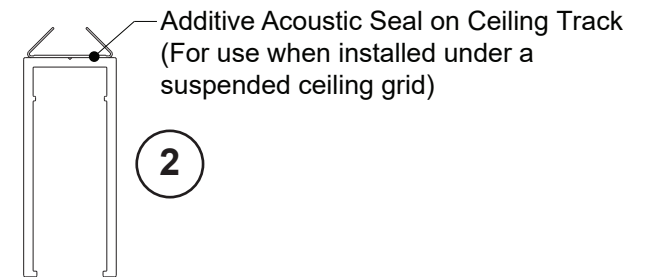 Additive Acoustic Seal on Ceiling Track
(For use when installed under a
suspended ceiling grid)
2